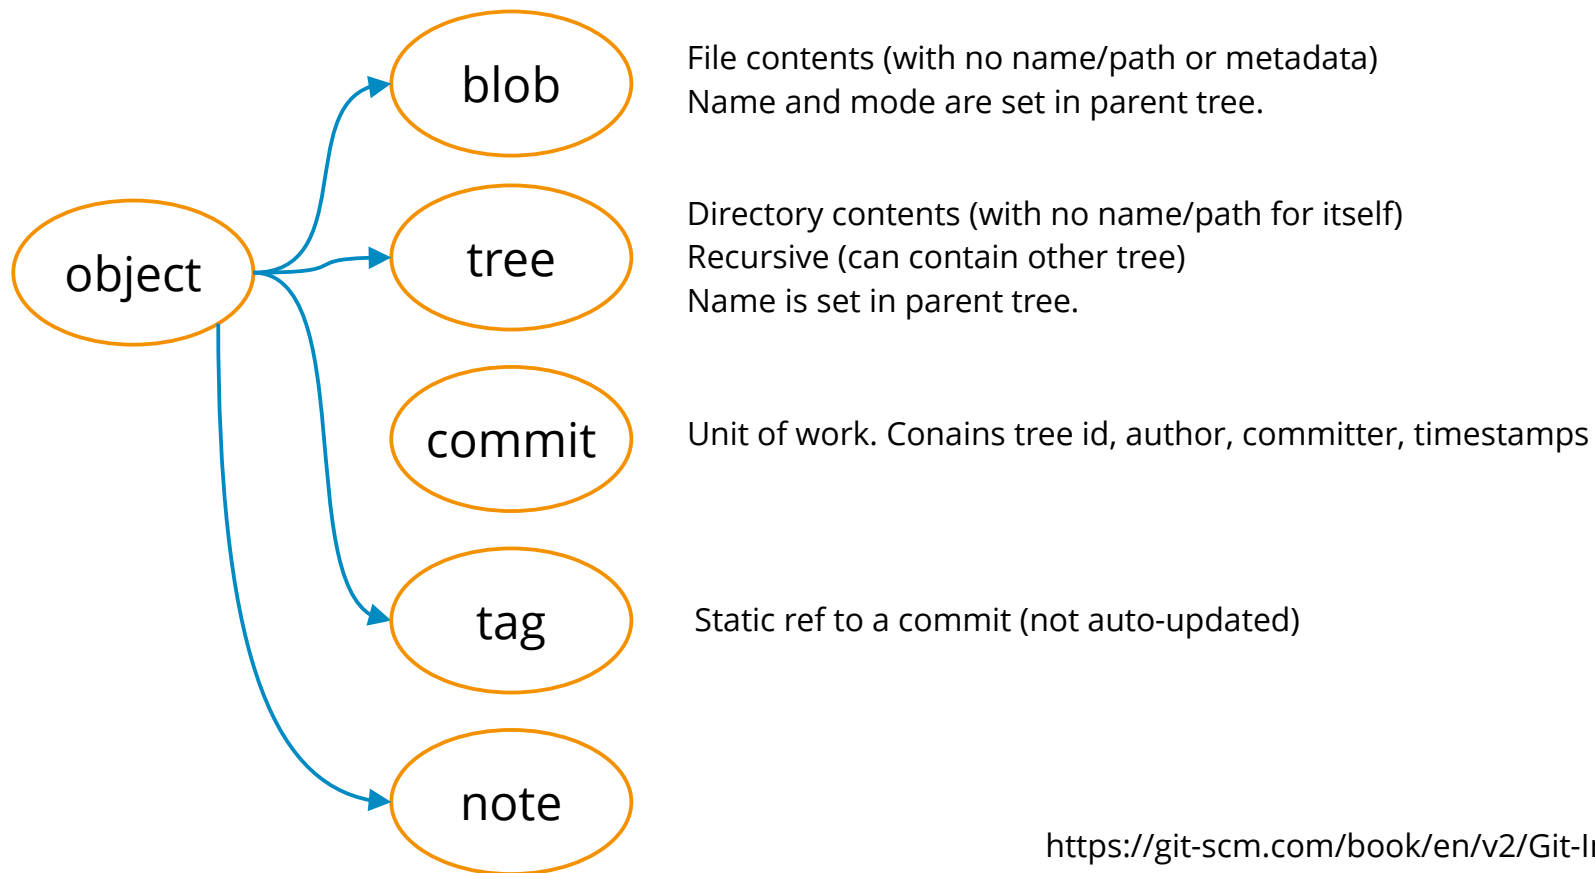 blob
File contents (with no name/path or metadata)
Name and mode are set in parent tree.
object
tree
Directory contents (with no name/path for itself)
Recursive (can contain other tree)
Name is set in parent tree.
commit
Unit of work. Conains tree id, author, committer, timestamps
tag
Static ref to a commit (not auto-updated)
note
https://git-scm.com/book/en/v2/Git-I